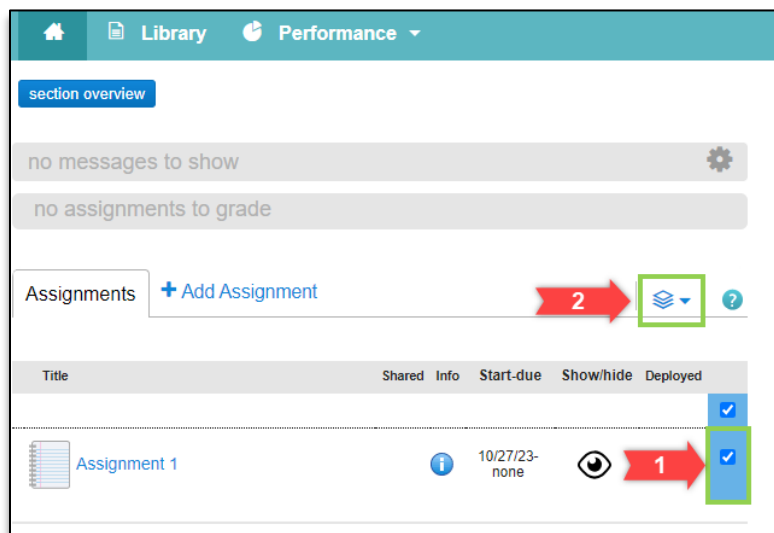 Library Performance
section overview
no messages to show
no assignments to grade
Assignments + Add Assignment 2 ?
Title Shared Info Start-due Show/hide Deployed
Assignment 1 i 10/27/23- 1
none